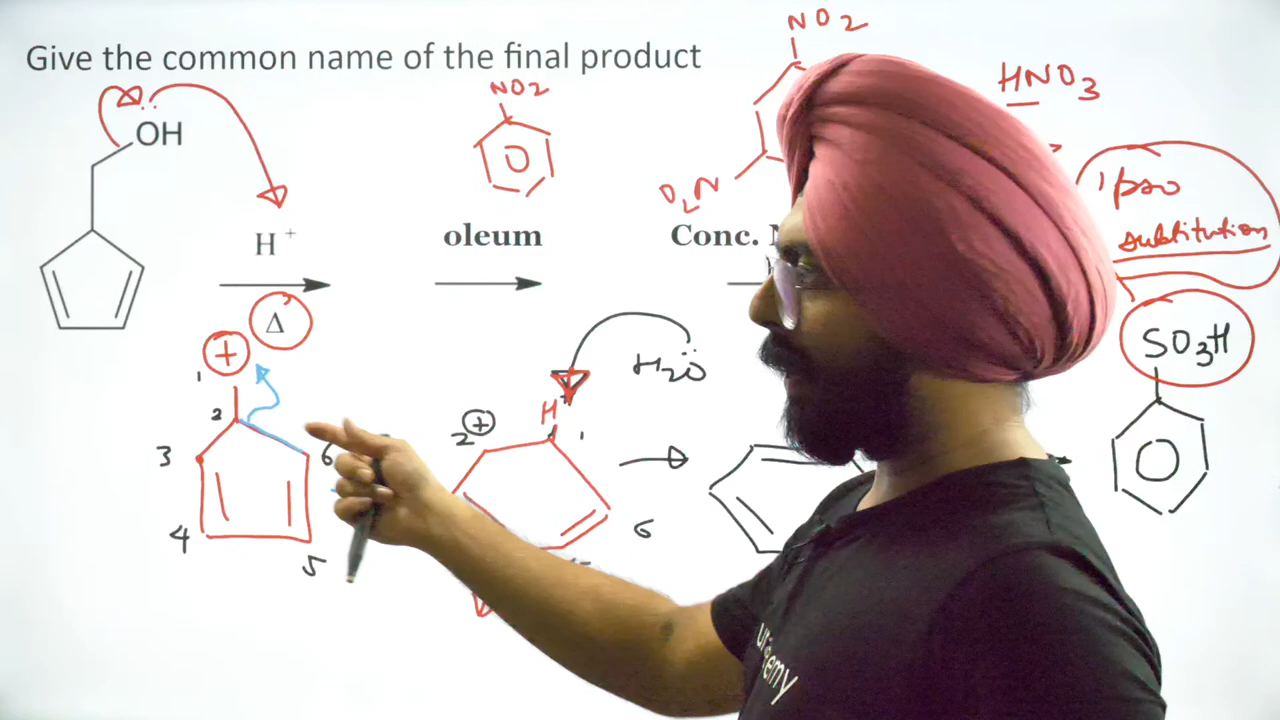 Give the common name of the final product
NO2
HNO3
NO2
OH
O2N
ipso
substitution
H+
oleum
Conc.
Δ
+
SO3H
H2O
1
2
3
4
5
6
H
2
+
1
6